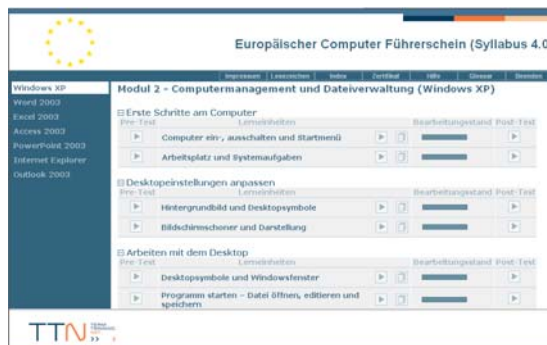 Europäischer Computer Führerschein (Syllabus 4.0
Impressum Lesezeichen Index Zertifikat Hilfe Glossar Beenden
Windows XP
Word 2003
Excel 2003
Access 2003
PowerPoint 2003
Internet Explorer
Outlook 2003
Modul 2 - Computermanagement und Dateiverwaltung (Windows XP)
Erste Schritte am Computer
Pre-Test Lerneinheiten Bearbeitungsstand Post-Test
Computer ein-, ausschalten und Startmenü
Arbeitsplatz und Systemaufgaben
Desktopeinstellungen anpassen
Pre-Test Lerneinheiten Bearbeitungsstand Post-Test
Hintergrundbild und Desktopsymbole
Bildschirmschoner und Darstellung
Arbeiten mit dem Desktop
Pre-Test Lerneinheiten Bearbeitungsstand Post-Test
Desktopsymbole und Windowsfenster
Programm starten - Datei öffnen, editieren und
speichern
TTN